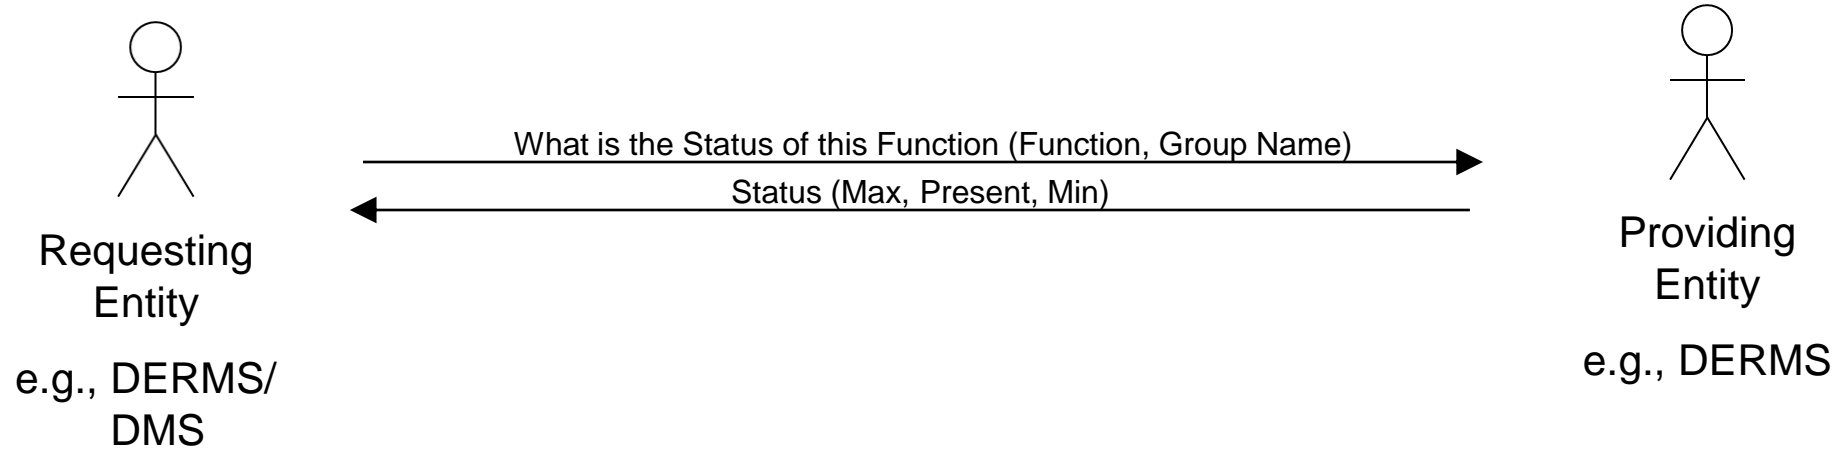 What is the Status of this Function (Function, Group Name)
Status (Max, Present, Min)
Requesting
Entity
e.g., DERMS/
DMS
Providing
Entity
e.g., DERMS